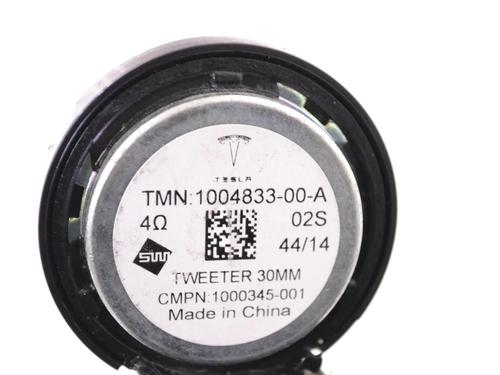 TESLA
TMN:1004833-00-A
4Ω 02S
44/14
SW
TWEETER 30MM
CMPN:1000345-001
Made in China